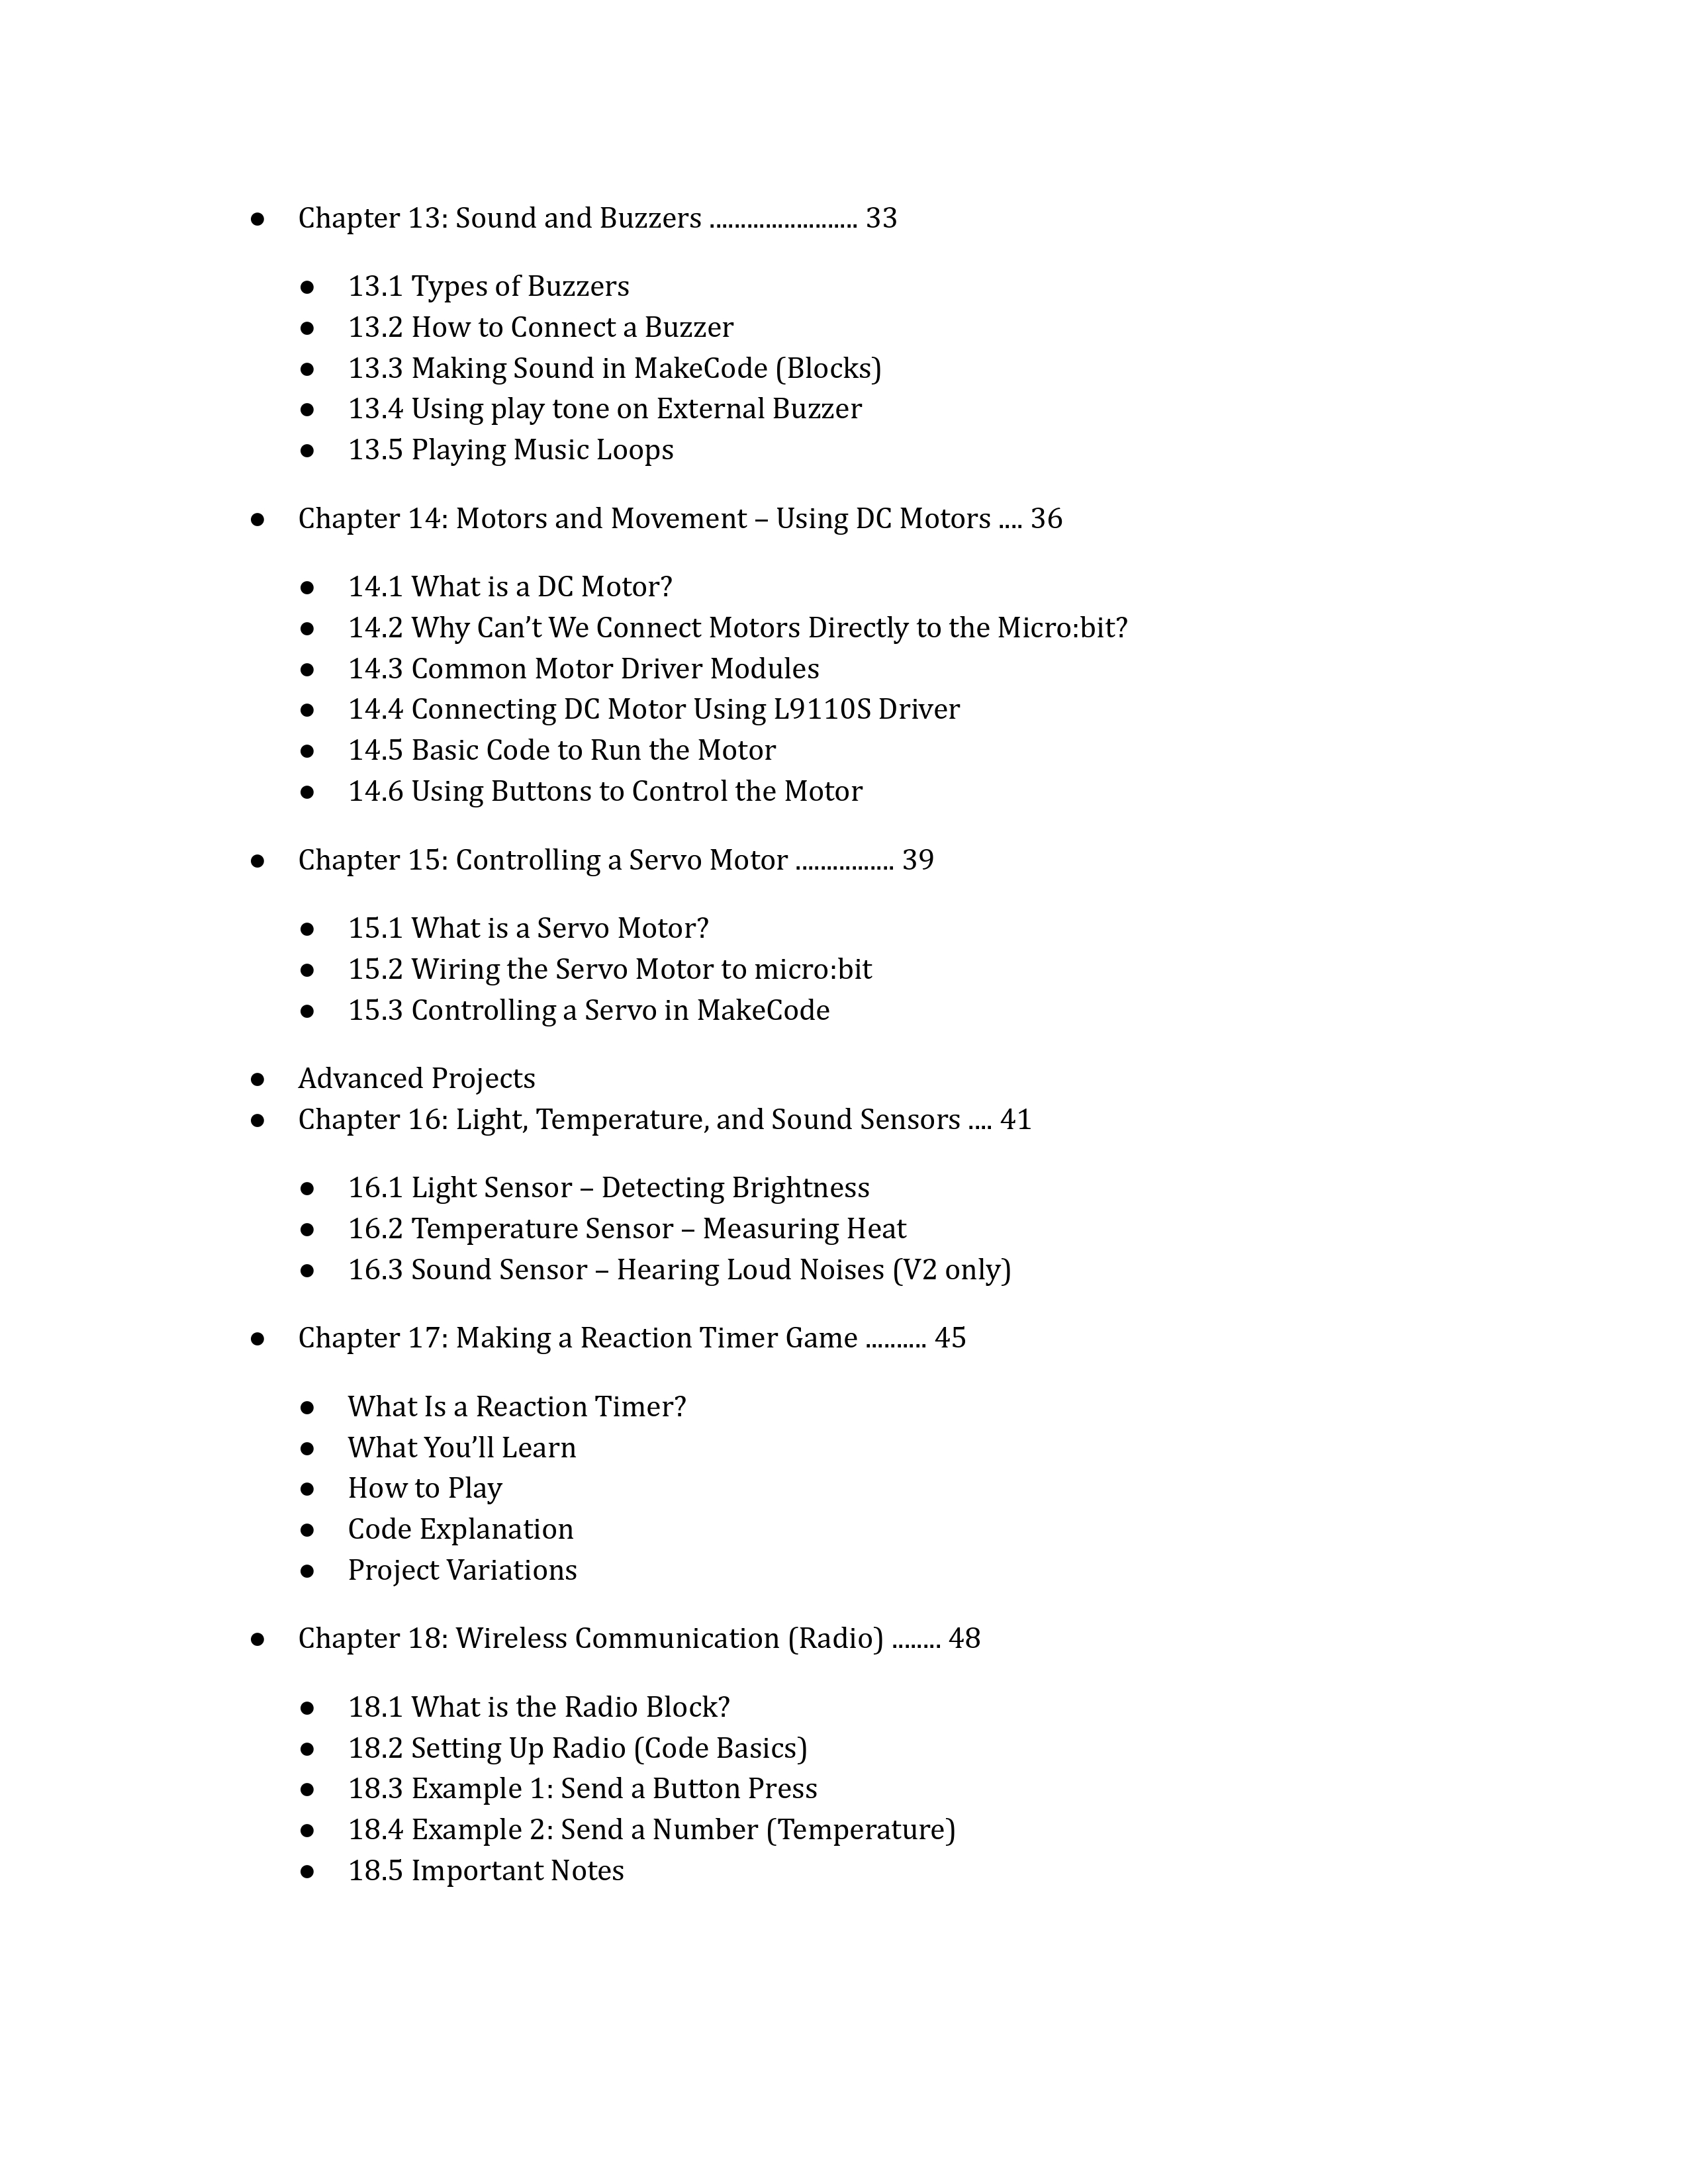 ● Chapter 13: Sound and Buzzers ........................ 33
● 13.1 Types of Buzzers
● 13.2 How to Connect a Buzzer
● 13.3 Making Sound in MakeCode (Blocks)
● 13.4 Using play tone on External Buzzer
● 13.5 Playing Music Loops
● Chapter 14: Motors and Movement – Using DC Motors .... 36
● 14.1 What is a DC Motor?
● 14.2 Why Can’t We Connect Motors Directly to the Micro:bit?
● 14.3 Common Motor Driver Modules
● 14.4 Connecting DC Motor Using L9110S Driver
● 14.5 Basic Code to Run the Motor
● 14.6 Using Buttons to Control the Motor
● Chapter 15: Controlling a Servo Motor ................ 39
● 15.1 What is a Servo Motor?
● 15.2 Wiring the Servo Motor to micro:bit
● 15.3 Controlling a Servo in MakeCode
● Advanced Projects
● Chapter 16: Light, Temperature, and Sound Sensors .... 41
● 16.1 Light Sensor – Detecting Brightness
● 16.2 Temperature Sensor – Measuring Heat
● 16.3 Sound Sensor – Hearing Loud Noises (V2 only)
● Chapter 17: Making a Reaction Timer Game .......... 45
● What Is a Reaction Timer?
● What You’ll Learn
● How to Play
● Code Explanation
● Project Variations
● Chapter 18: Wireless Communication (Radio) ........ 48
● 18.1 What is the Radio Block?
● 18.2 Setting Up Radio (Code Basics)
● 18.3 Example 1: Send a Button Press
● 18.4 Example 2: Send a Number (Temperature)
● 18.5 Important Notes